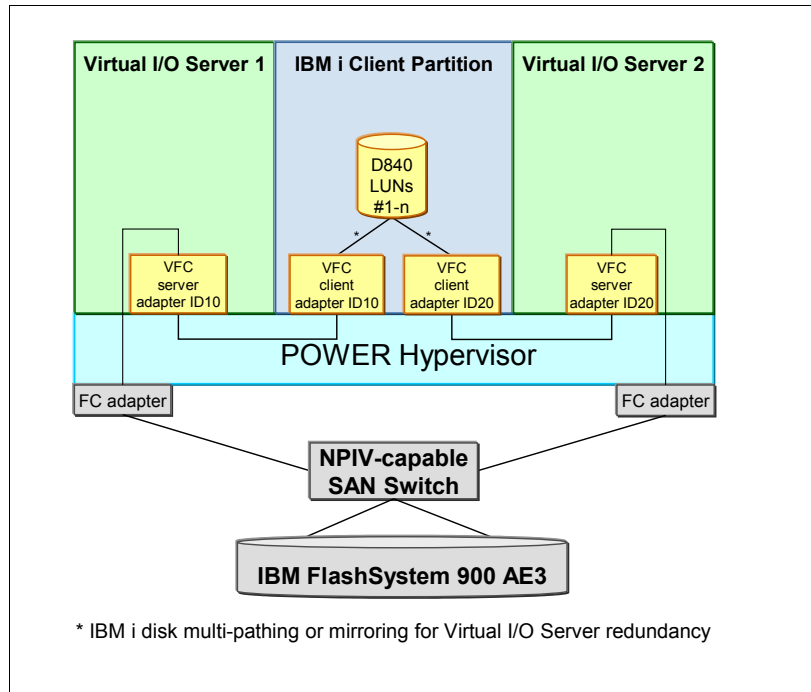 Virtual I/O Server 1
IBM i Client Partition
Virtual I/O Server 2
D840
LUNs
#1-n
*
*
VFC
server
adapter ID10
VFC
client
adapter ID10
VFC
client
adapter ID20
VFC
server
adapter ID20
POWER Hypervisor
FC adapter
FC adapter
NPIV-capable
SAN Switch
IBM FlashSystem 900 AE3
* IBM i disk multi-pathing or mirroring for Virtual I/O Server redundancy